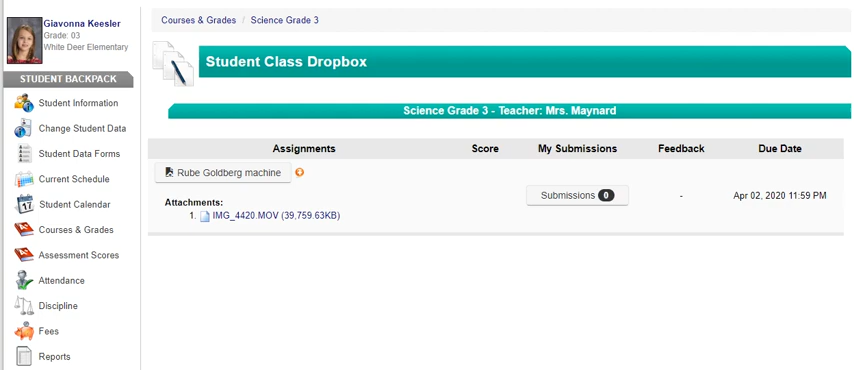 Giavonna Keesler
Grade: 03
White Deer Elementary
STUDENT BACKPACK
Student Information
Change Student Data
Student Data Forms
Current Schedule
17
Student Calendar
Courses & Grades
Assessment Scores
Attendance
Discipline
Fees
Reports
Courses & Grades / Science Grade 3
Student Class Dropbox
Science Grade 3 - Teacher: Mrs. Maynard
Assignments Score My Submissions Feedback Due Date
Rube Goldberg machine
Submissions 0 - Apr 02, 2020 11:59 PM
Attachments:
1. IMG_4420.MOV (39,759.63KB)